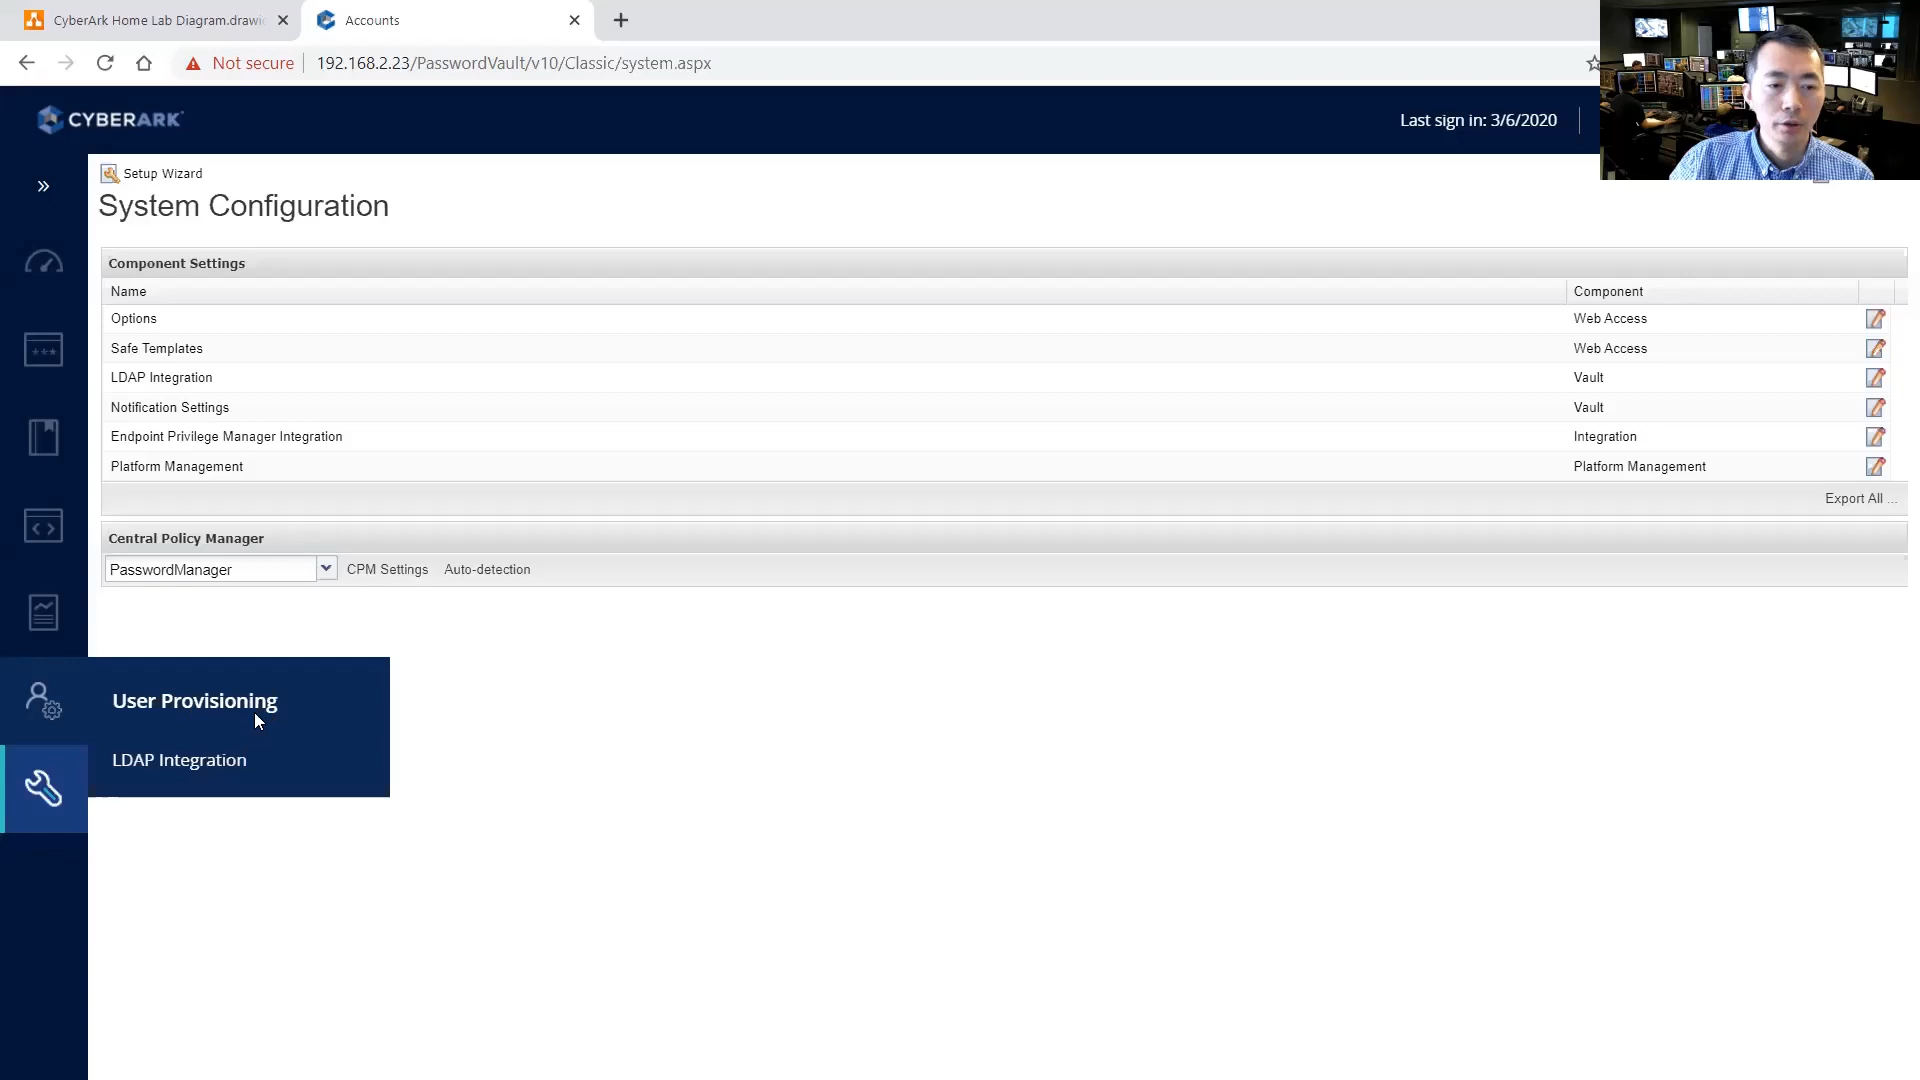 CyberArk Home Lab Diagram.drawi
Accounts
Not secure
192.168.2.23/PasswordVault/v10/Classic/system.aspx
CYBERARK
Last sign in: 3/6/2020
Setup Wizard
System Configuration
Component Settings
Name Component
Options Web Access
Safe Templates Web Access
LDAP Integration Vault
Notification Settings Vault
Endpoint Privilege Manager Integration Integration
Platform Management Platform Management
Export All ...
Central Policy Manager
PasswordManager CPM Settings Auto-detection
User Provisioning
LDAP Integration